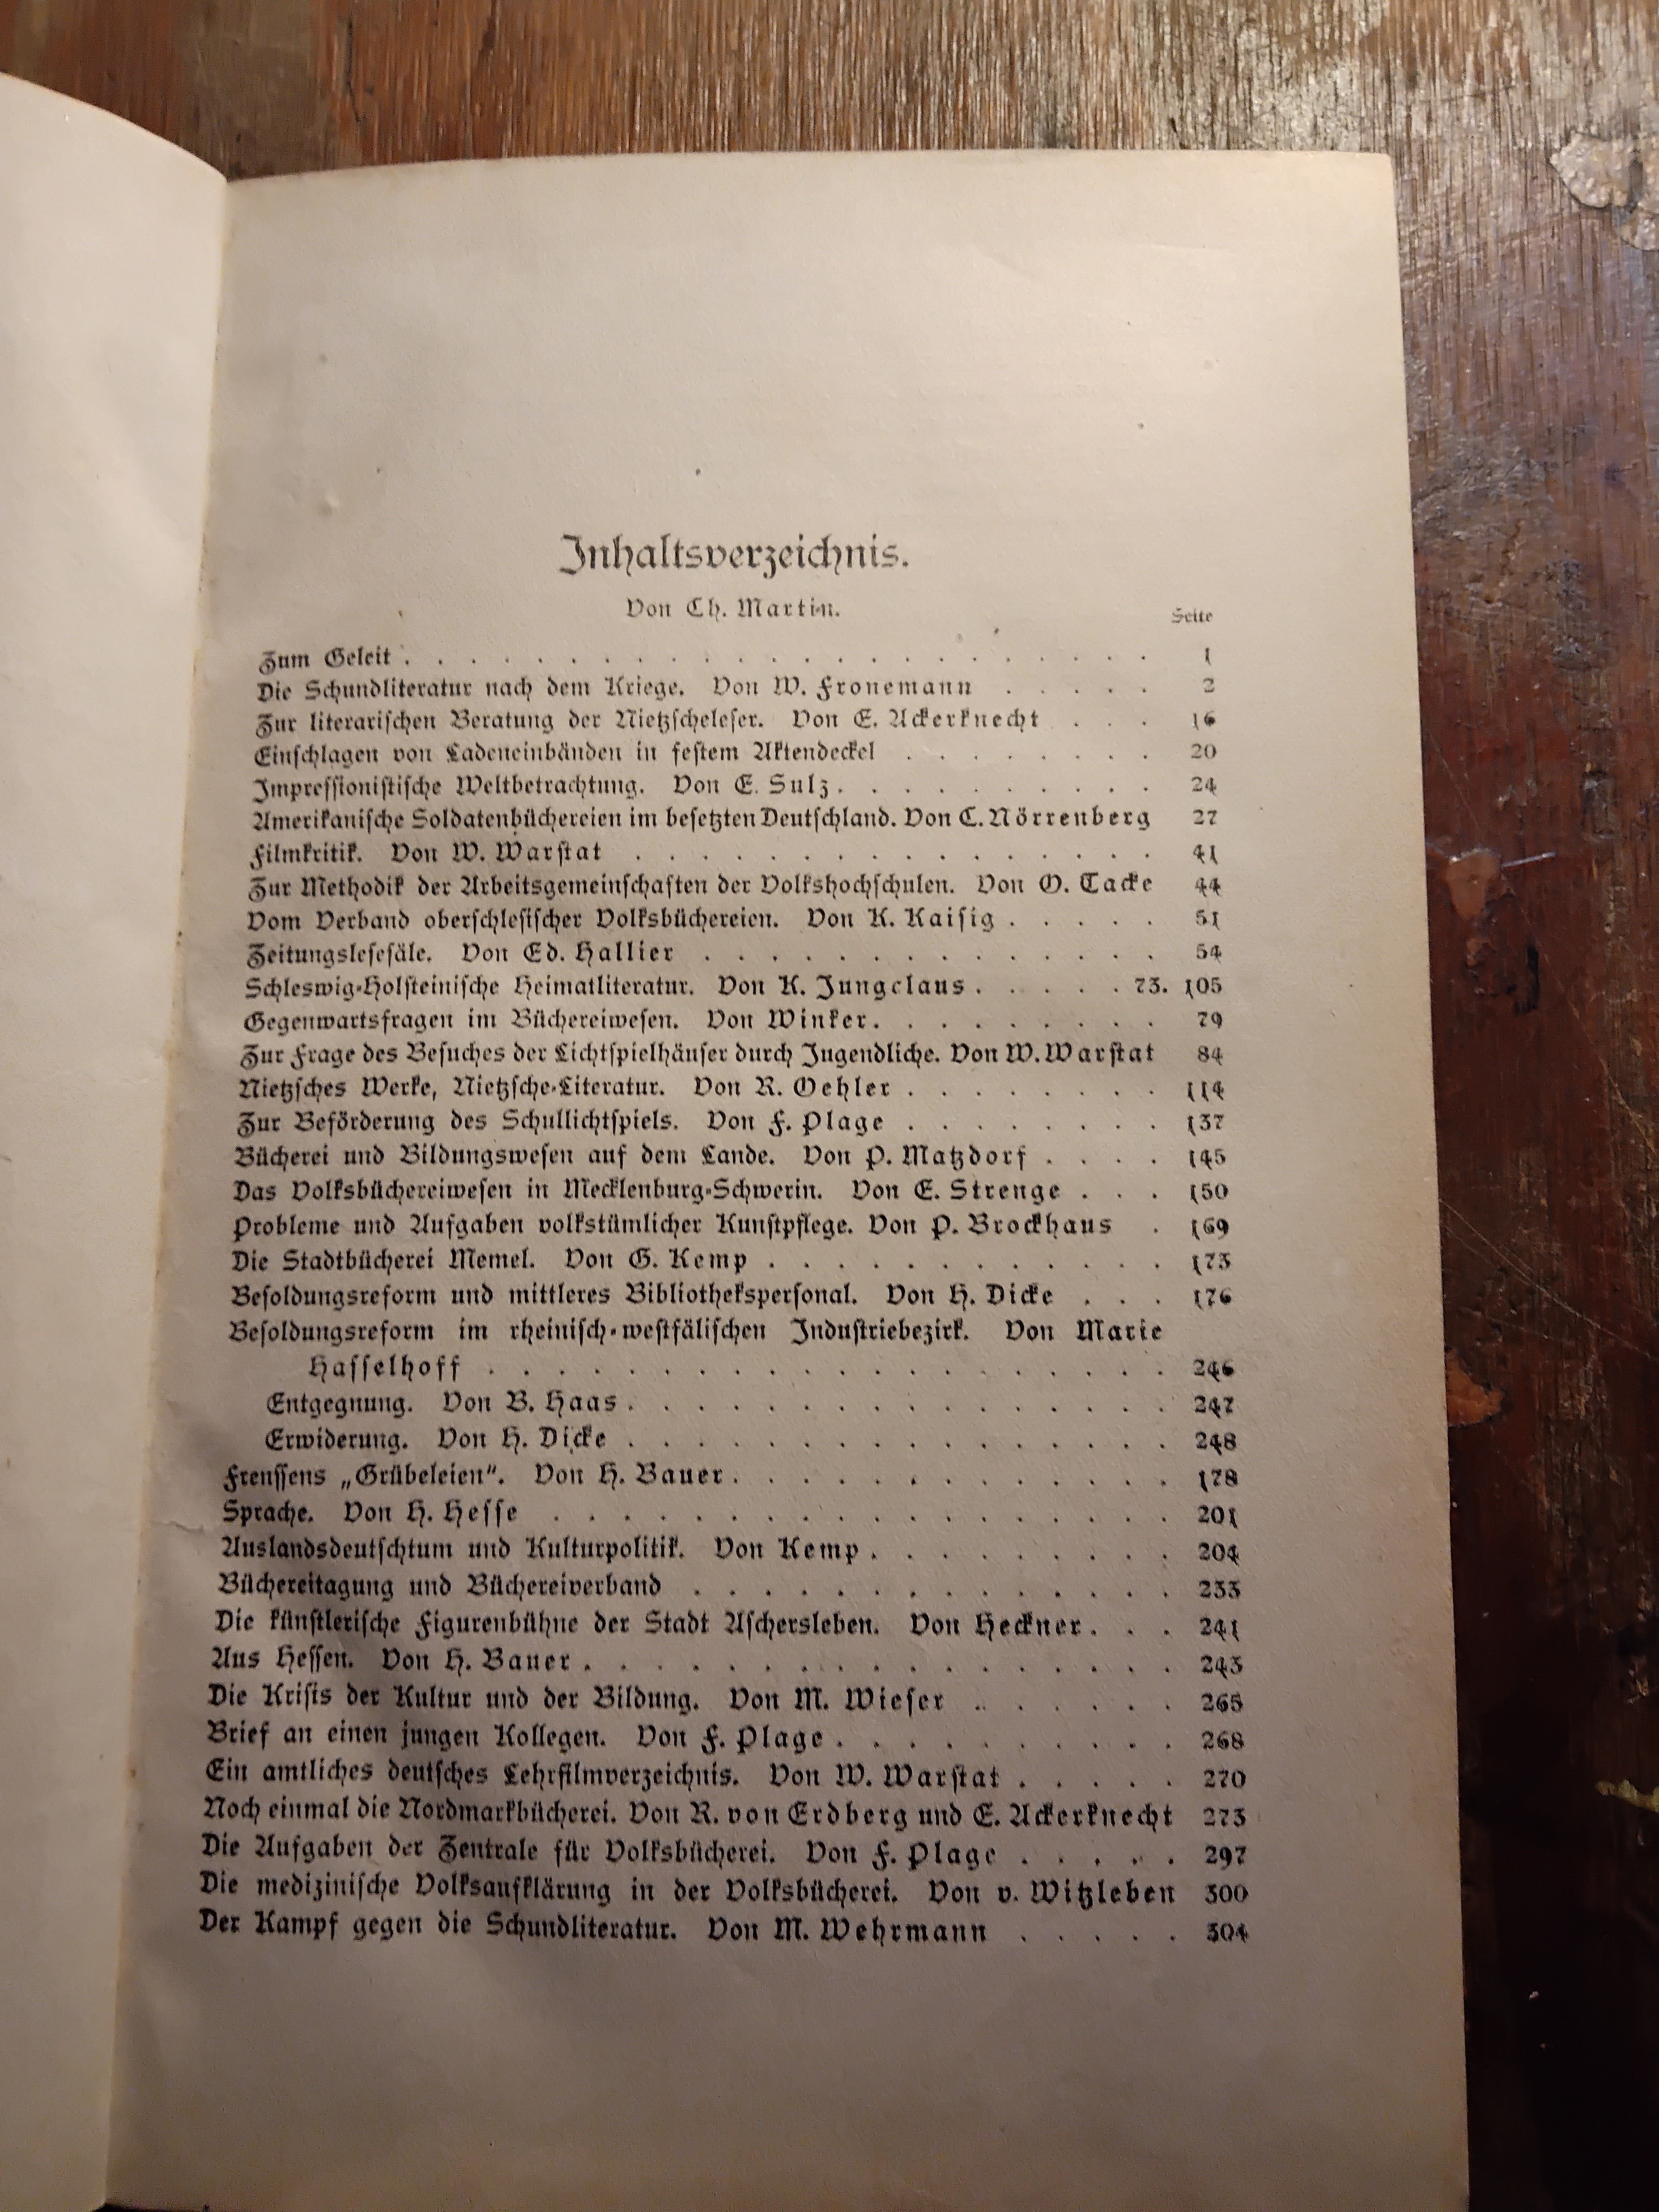 Inhaltsverzeichnis.
Von Ch. Martin.
Seite
Zum Geleit . . . . . . . . . . . . . . . . . . . . . . . 1
Die Schundliteratur nach dem Kriege. Von W. Fronemann . . . . . 2
Zur literarischen Beratung der Nietzscheleser. Von E. Ackerknecht . . . 16
Einschlagen von Ladeneinbänden in festem Aktendeckel . . . . . . . . 20
Impressionistische Weltbetrachtung. Von E. Sulz . . . . . . . . . . 24
Amerikanische Soldatenbüchereien im besetzten Deutschland. Von C. Nörrenberg 27
Filmkritik. Von W. Warstat . . . . . . . . . . . . . . . . 41
Zur Methodik der Arbeitsgemeinschaften der Volkshochschulen. Von O. Tacke 44
Vom Verband oberschlesischer Volksbüchereien. Von K. Kaisig . . . . . 51
Zeitungslesesäle. Von Ed. Hallier . . . . . . . . . . . . . . 54
Schleswig-Holsteinische Heimatliteratur. Von K. Jungclaus . . . . . 73. 105
Gegenwartsfragen im Büchereiwesen. Von Winker. . . . . . . . . 79
Zur Frage des Besuches der Lichtspielhäuser durch Jugendliche. Von W. Warstat 84
Nietzsches Werke, Nietzsche-Literatur. Von R. Oehler . . . . . . . . 114
Zur Beförderung des Schullichtspiels. Von F. Plage . . . . . . . . 137
Bücherei und Bildungswesen auf dem Lande. Von P. Matzdorf . . . . 145
Das Volksbüchereiwesen in Mecklenburg-Schwerin. Von E. Strenge . . . 150
Probleme und Aufgaben volkstümlicher Kunstpflege. Von P. Brockhaus . 169
Die Stadtbücherei Memel. Von G. Kemp . . . . . . . . . . . . 173
Besoldungsreform und mittleres Bibliothekspersonal. Von H. Dicke . . . 176
Besoldungsreform im rheinisch-westfälischen Industriebezirk. Von Marie
Hasselhoff . . . . . . . . . . . . . . . . . . . . 246
Entgegnung. Von B. Haas . . . . . . . . . . . . . . . . 247
Erwiderung. Von H. Dicke . . . . . . . . . . . . . . . . 248
Frenssens „Grübeleien“. Von H. Bauer . . . . . . . . . . . . . 178
Sprache. Von H. Hesse . . . . . . . . . . . . . . . . . . 201
Auslandsdeutschtum und Kulturpolitik. Von Kemp . . . . . . . . . 204
Büchereitagung und Büchereiverband . . . . . . . . . . . . . . 233
Die künstlerische Figurenbühne der Stadt Aschersleben. Von Heckner . . . 241
Aus Hessen. Von H. Bauer . . . . . . . . . . . . . . . . . 243
Die Krisis der Kultur und der Bildung. Von M. Wieser . . . . . . 265
Brief an einen jungen Kollegen. Von F. Plage . . . . . . . . . . 268
Ein amtliches deutsches Lehrfilmverzeichnis. Von W. Warstat . . . . . 270
Noch einmal die Nordmarkbücherei. Von R. von Erdberg und E. Ackerknecht 273
Die Aufgaben der Zentrale für Volksbücherei. Von F. Plage . . . . . 297
Die medizinische Volksaufklärung in der Volksbücherei. Von v. Witzleben 300
Der Kampf gegen die Schundliteratur. Von M. Wehrmann . . . . . 304